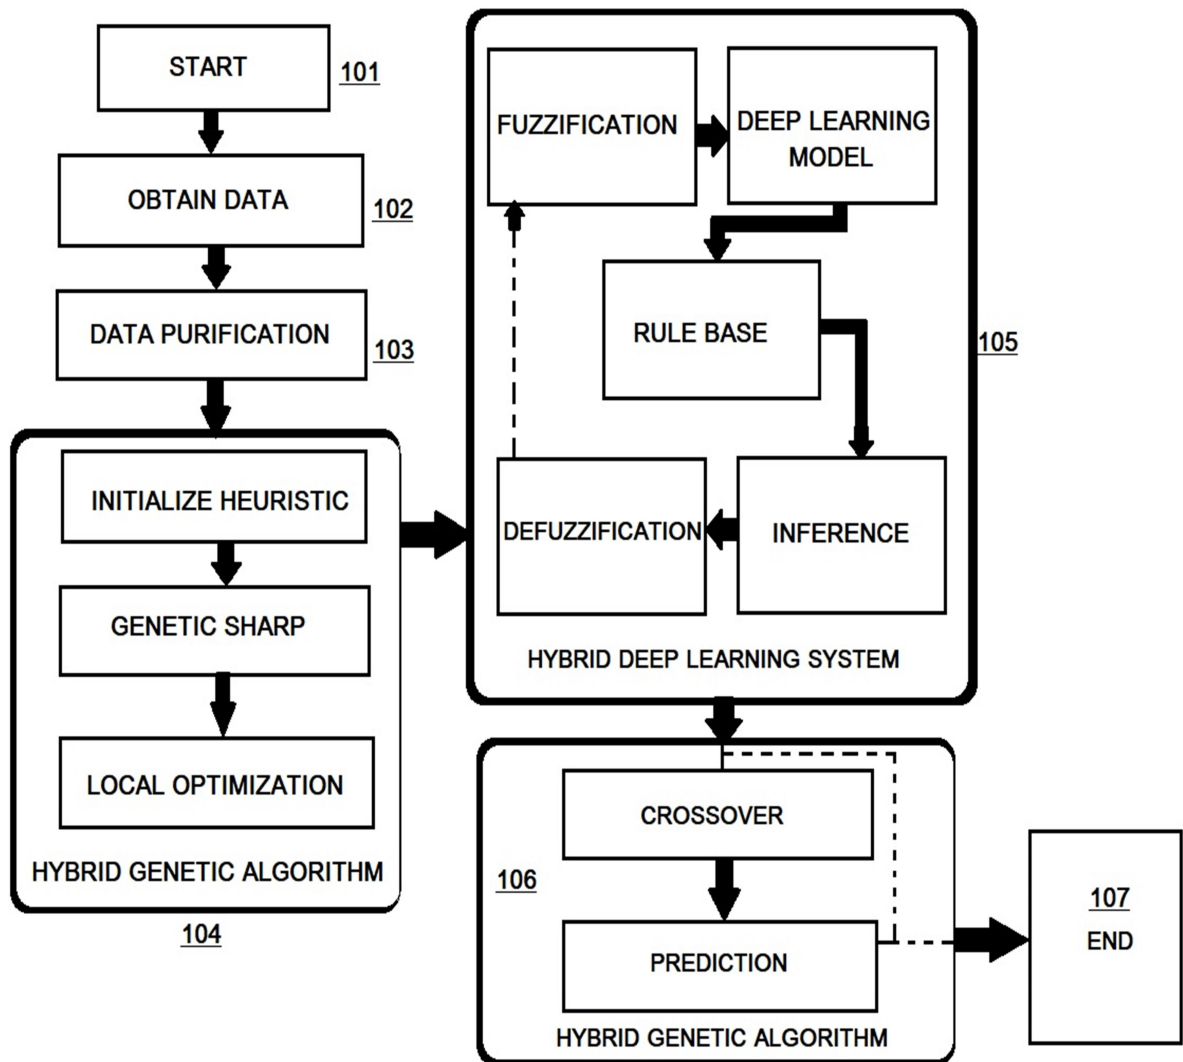 START
101
OBTAIN DATA
102
DATA PURIFICATION
103
INITIALIZE HEURISTIC
GENETIC SHARP
LOCAL OPTIMIZATION
HYBRID GENETIC ALGORITHM
104
FUZZIFICATION
DEEP LEARNING
MODEL
RULE BASE
105
DEFUZZIFICATION
INFERENCE
HYBRID DEEP LEARNING SYSTEM
CROSSOVER
106
PREDICTION
HYBRID GENETIC ALGORITHM
107
END